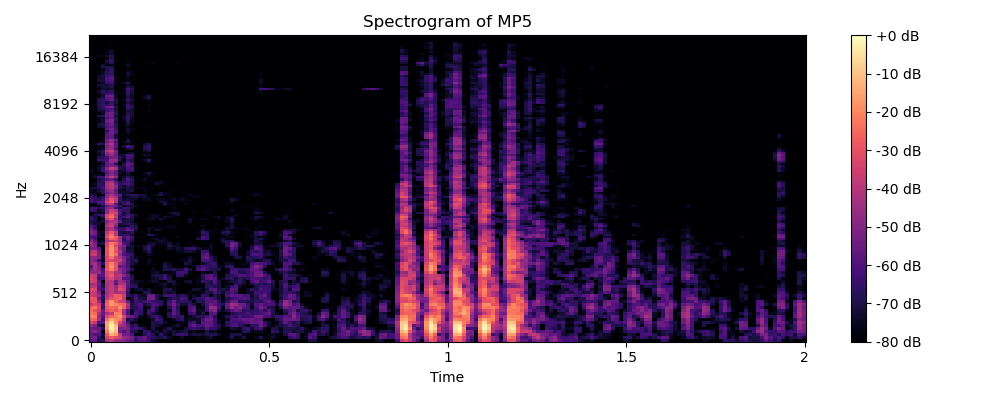 Spectrogram of MP5
16384
8192
4096
2048
1024
512
0
Hz
0
0.5
1
1.5
2
Time
+0 dB
-10 dB
-20 dB
-30 dB
-40 dB
-50 dB
-60 dB
-70 dB
-80 dB